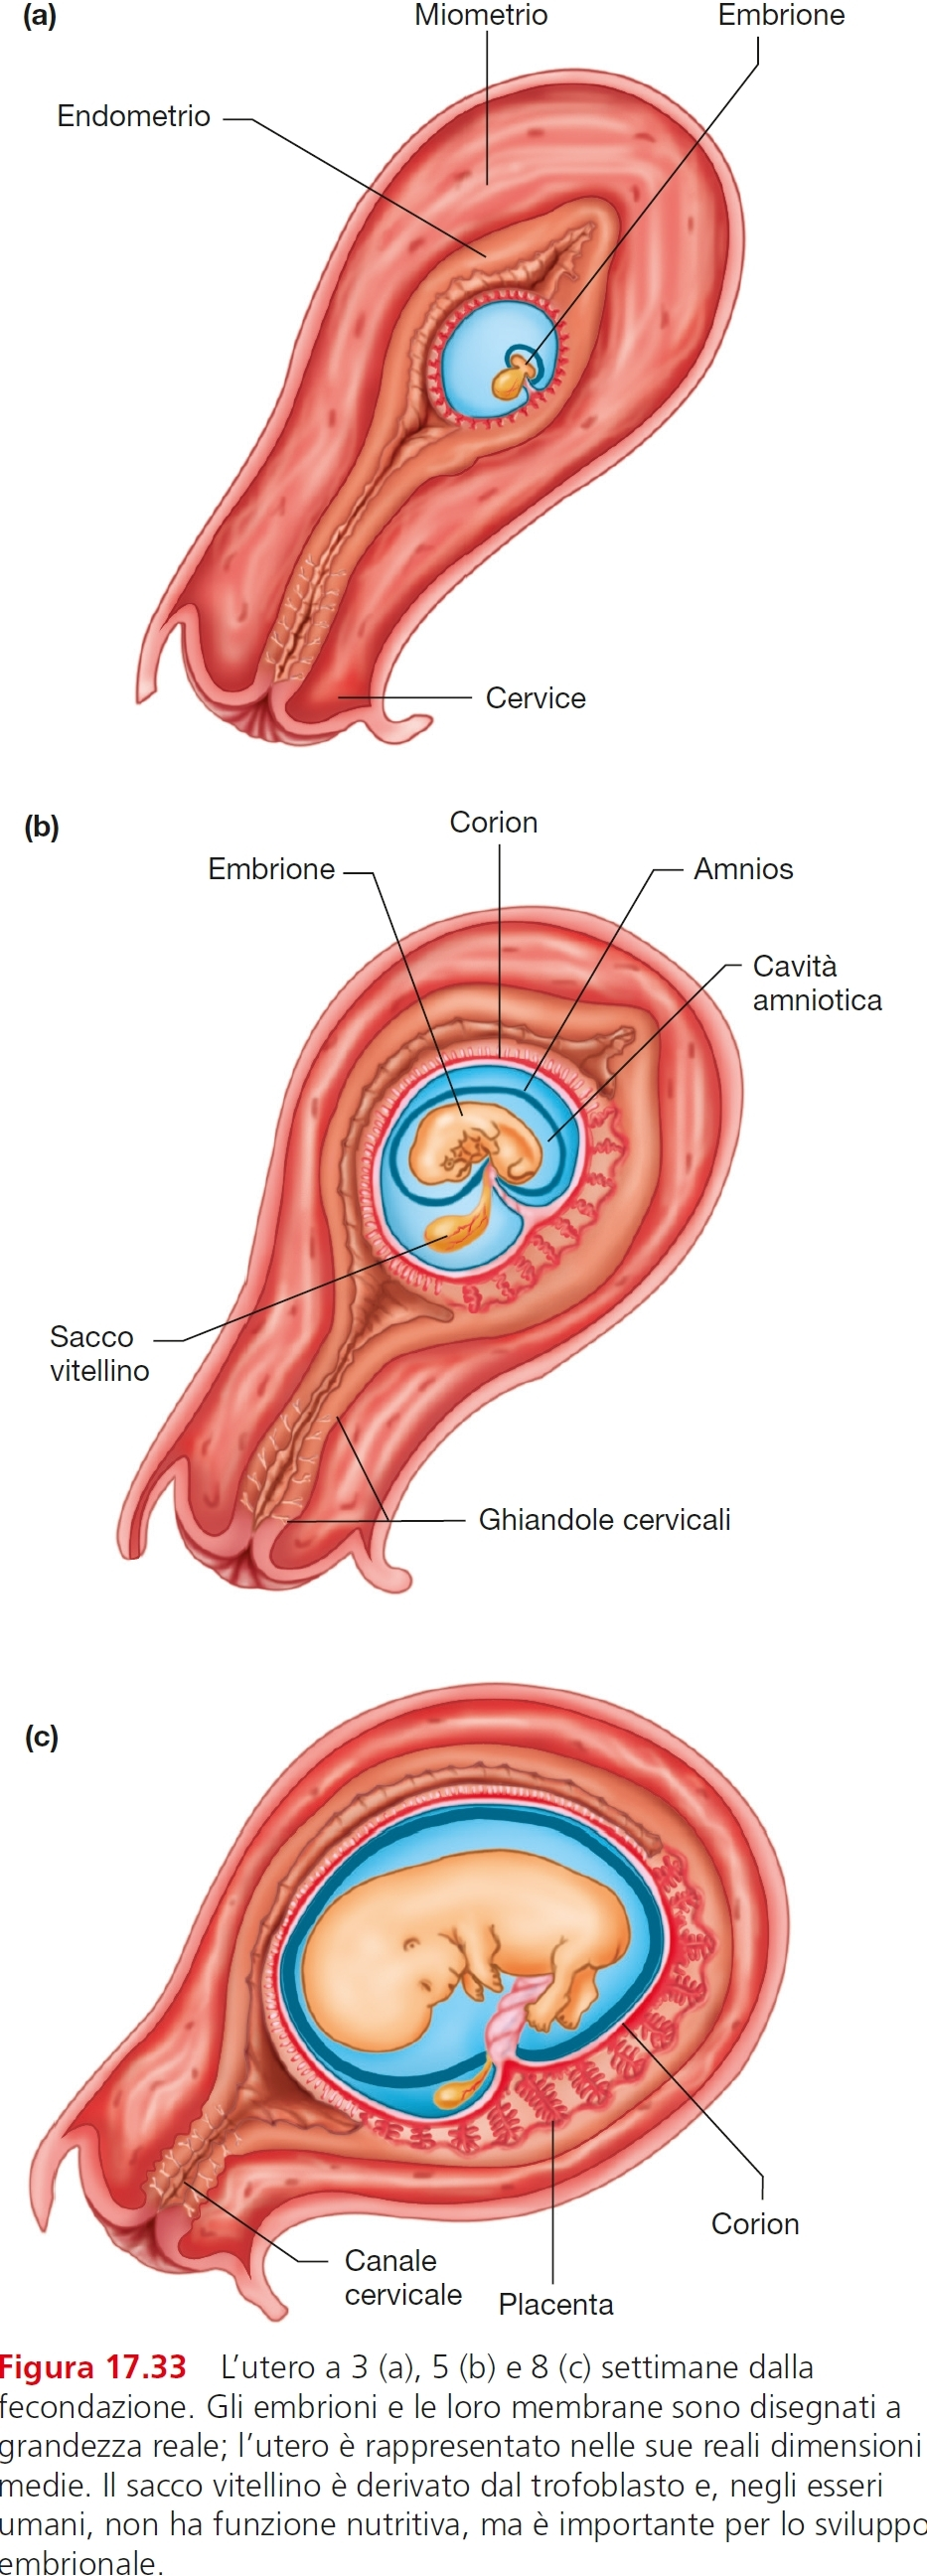 (a)
Miometrio
Embrione
Endometrio
Cervice
(b)
Corion
Embrione
Amnios
Cavità
amniotica
Sacco
vitellino
Ghiandole cervicali
(c)
Corion
Canale
cervicale
Placenta
Figura 17.33 L’utero a 3 (a), 5 (b) e 8 (c) settimane dalla
fecondazione. Gli embrioni e le loro membrane sono disegnati a
grandezza reale; l’utero è rappresentato nelle sue reali dimensioni
medie. Il sacco vitellino è derivato dal trofoblasto e, negli esseri
umani, non ha funzione nutritiva, ma è importante per lo sviluppo
embrionale.